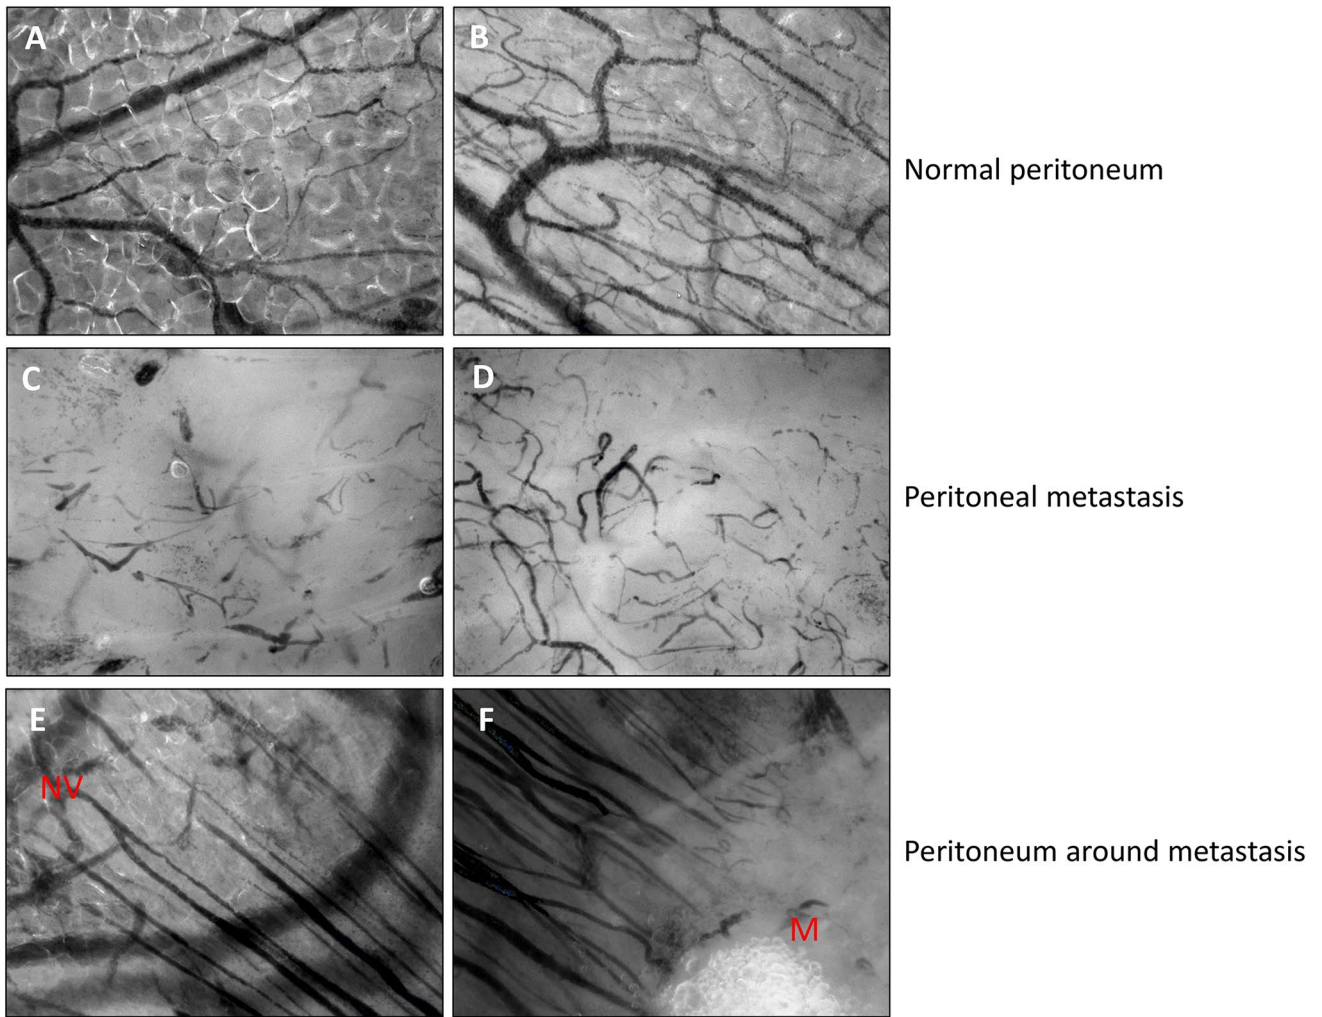 A
B
Normal peritoneum
C
D
Peritoneal metastasis
E
NV
F
M
Peritoneum around metastasis